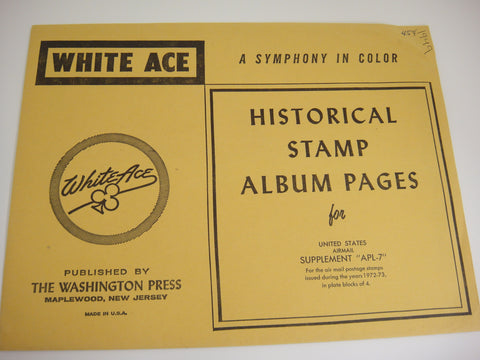 WHITE ACE
A SYMPHONY IN COLOR
HISTORICAL
STAMP
ALBUM PAGES
for
UNITED STATES
AIRMAIL
SUPPLEMENT "APL-7"
For the air mail postage stamps
issued during the years 1972-73,
in plate blocks of 4.
White Ace
PUBLISHED BY
THE WASHINGTON PRESS
MAPLEWOOD, NEW JERSEY
MADE IN U.S.A.